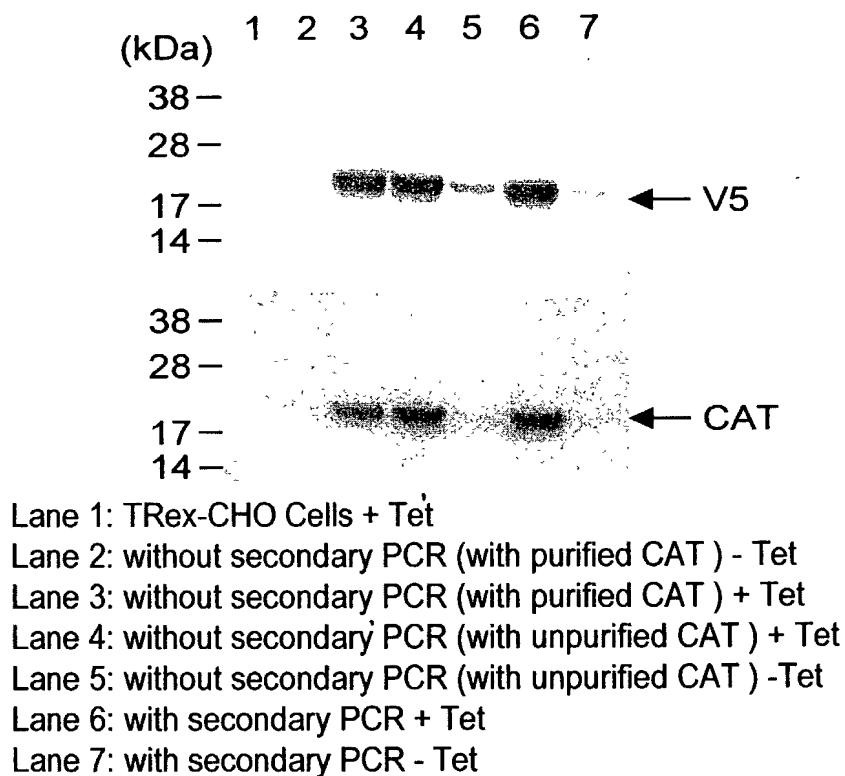 1 2 3 4 5 6 7
(kDa)
38
28
17
14
V5
38
28
17
14
CAT
Lane 1: TRex-CHO Cells + Tet
Lane 2: without secondary PCR (with purified CAT ) - Tet
Lane 3: without secondary PCR (with purified CAT ) + Tet
Lane 4: without secondary PCR (with unpurified CAT ) + Tet
Lane 5: without secondary PCR (with unpurified CAT ) -Tet
Lane 6: with secondary PCR + Tet
Lane 7: with secondary PCR - Tet